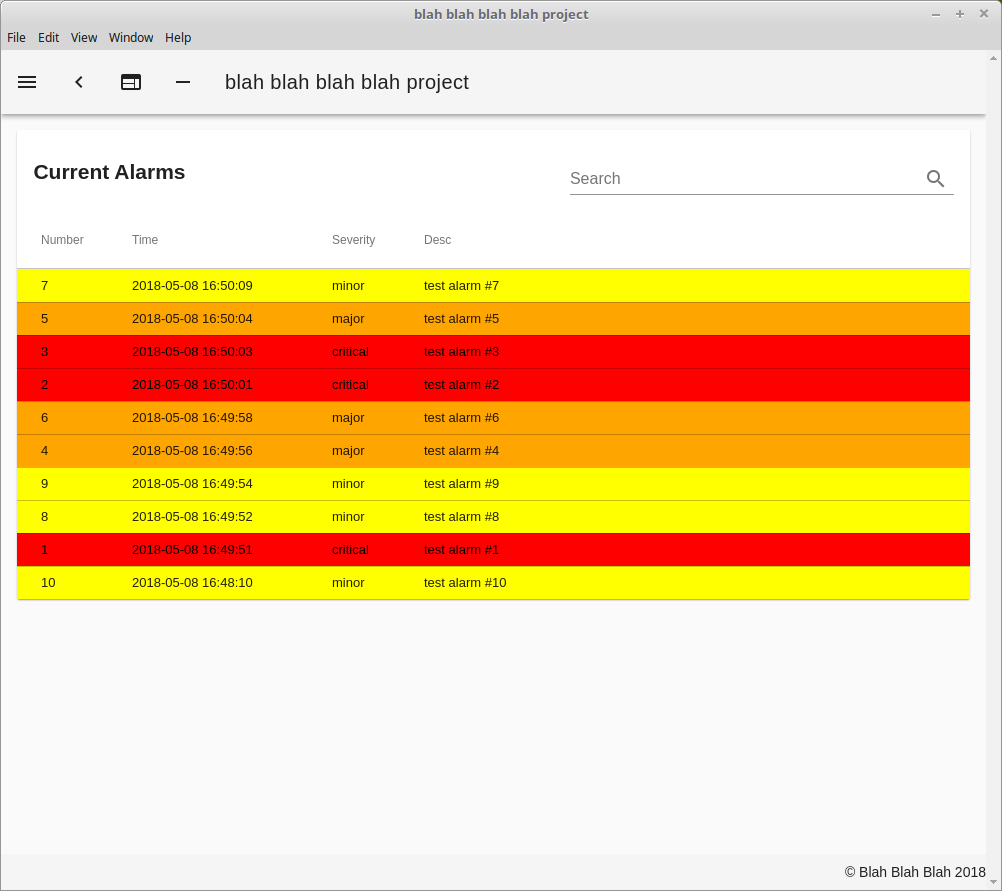 blah blah blah blah project
File Edit View Window Help
blah blah blah blah project
Current Alarms
Search
Number Time Severity Desc
7 2018-05-08 16:50:09 minor test alarm #7
5 2018-05-08 16:50:04 major test alarm #5
3 2018-05-08 16:50:03 critical test alarm #3
2 2018-05-08 16:50:01 critical test alarm #2
6 2018-05-08 16:49:58 major test alarm #6
4 2018-05-08 16:49:56 major test alarm #4
9 2018-05-08 16:49:54 minor test alarm #9
8 2018-05-08 16:49:52 minor test alarm #8
1 2018-05-08 16:49:51 critical test alarm #1
10 2018-05-08 16:48:10 minor test alarm #10
© Blah Blah Blah 2018